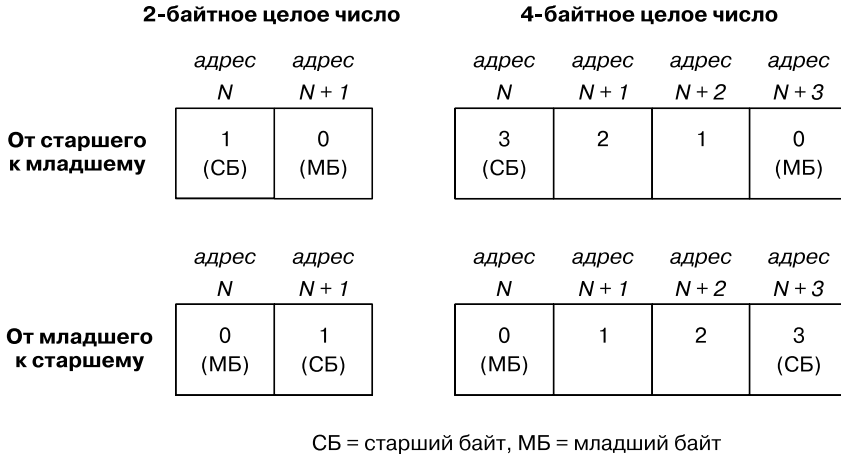 2-байтное целое число 4-байтное целое число
адрес адрес адрес адрес адрес адрес
N N + 1 N N + 1 N + 2 N + 3
От старшего к младшему
1 0 3 2 1 0
(СБ) (МБ) (СБ) (МБ)
адрес адрес адрес адрес адрес адрес
N N + 1 N N + 1 N + 2 N + 3
От младшего к старшему
0 1 0 1 2 3
(МБ) (СБ) (МБ) (СБ)
СБ = старший байт, МБ = младший байт